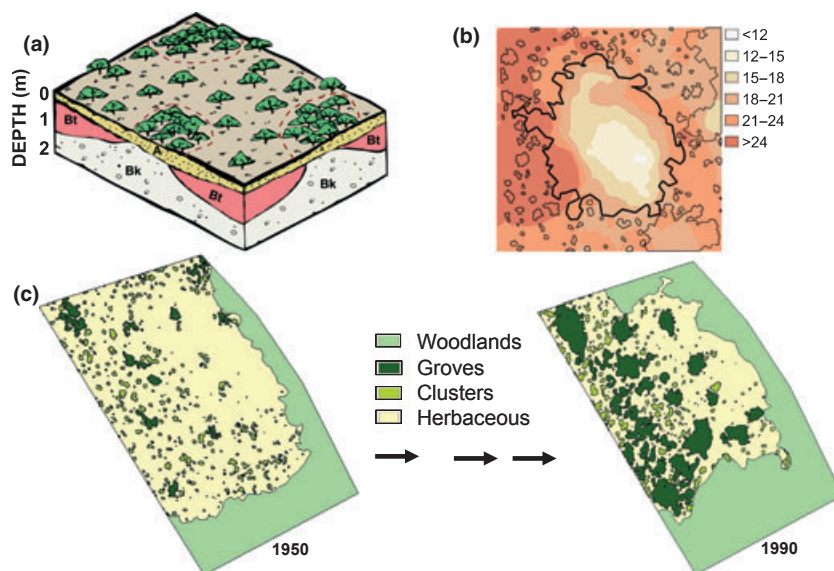 (a)
DEPTH (m)
0
1
2
Bt
A
Bk
Bt
Bk
Bt
(b)
<12
12–15
15–18
18–21
21–24
>24
(c)
Woodlands
Groves
Clusters
Herbaceous
1950
1990